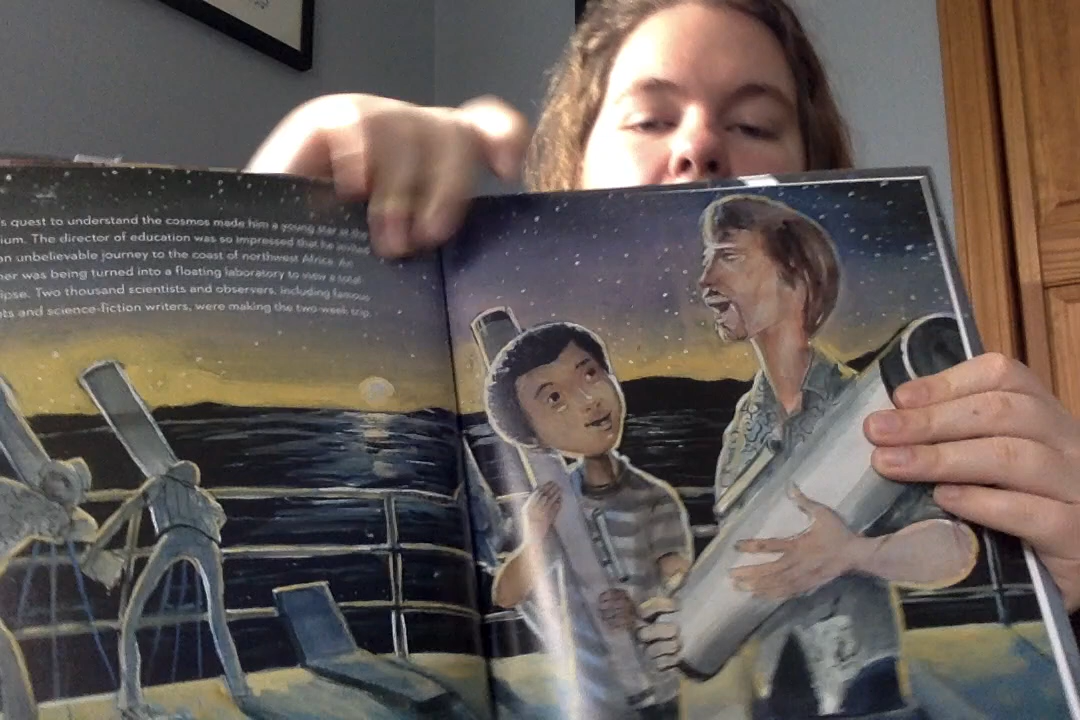 s quest to understand the cosmos made him a young star at the
ium. The director of education was so impressed that he invited
an unbelievable journey to the coast of northwest Africa. An
ner was being turned into a floating laboratory to view a total
ipse. Two thousand scientists and observers, including famous
ts and science-fiction writers, were making the two-week trip.